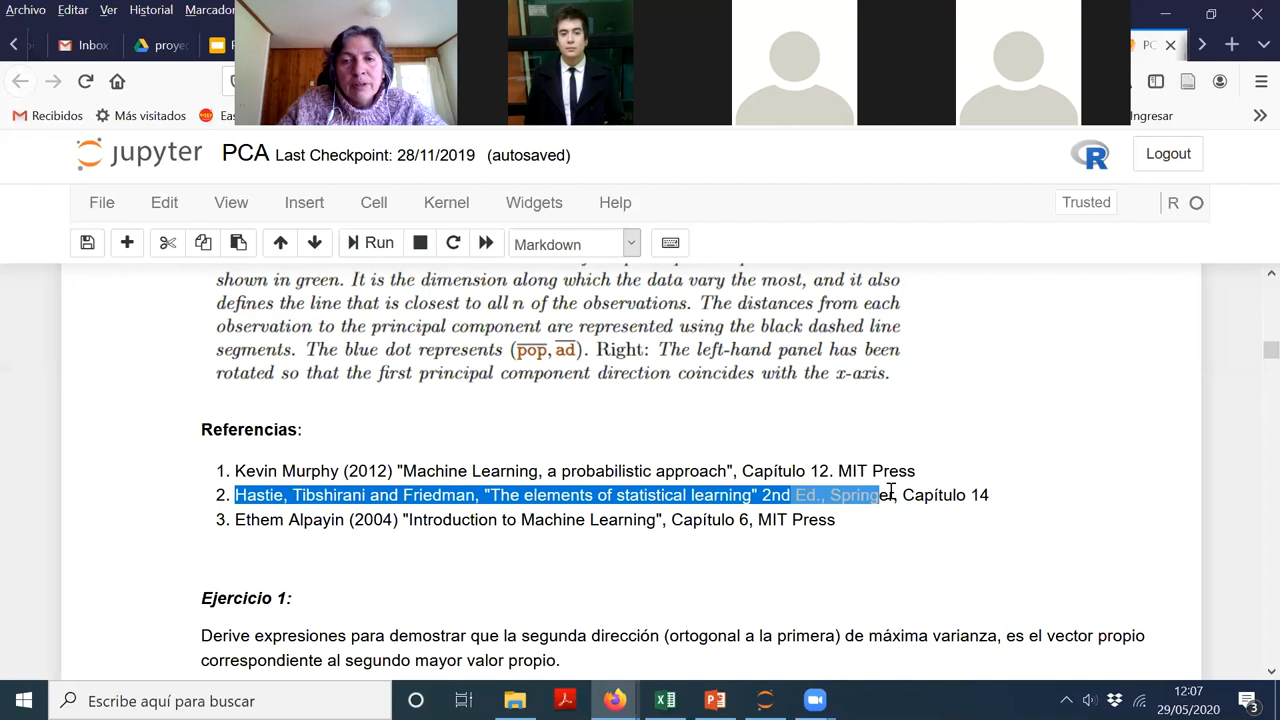 Archivo Editar Ver Historial Marcador
Inbox proye PC
Recibidos Más visitados Eas Ingresar
jupyter PCA Last Checkpoint: 28/11/2019 (autosaved) R Logout
File Edit View Insert Cell Kernel Widgets Help Trusted R
Run Markdown
shown in green. It is the dimension along which the data vary the most, and it also
defines the line that is closest to all n of the observations. The distances from each
observation to the principal component are represented using the black dashed line
segments. The blue dot represents (pop, ad). Right: The left-hand panel has been
rotated so that the first principal component direction coincides with the x-axis.
Referencias:
1. Kevin Murphy (2012) "Machine Learning, a probabilistic approach", Capítulo 12. MIT Press
2. Hastie, Tibshirani and Friedman, "The elements of statistical learning" 2nd Ed., Springer, Capítulo 14
3. Ethem Alpayin (2004) "Introduction to Machine Learning", Capítulo 6, MIT Press
Ejercicio 1:
Derive expresiones para demostrar que la segunda dirección (ortogonal a la primera) de máxima varianza, es el vector propio
correspondiente al segundo mayor valor propio.
Escribe aquí para buscar
12:07
29/05/2020
3